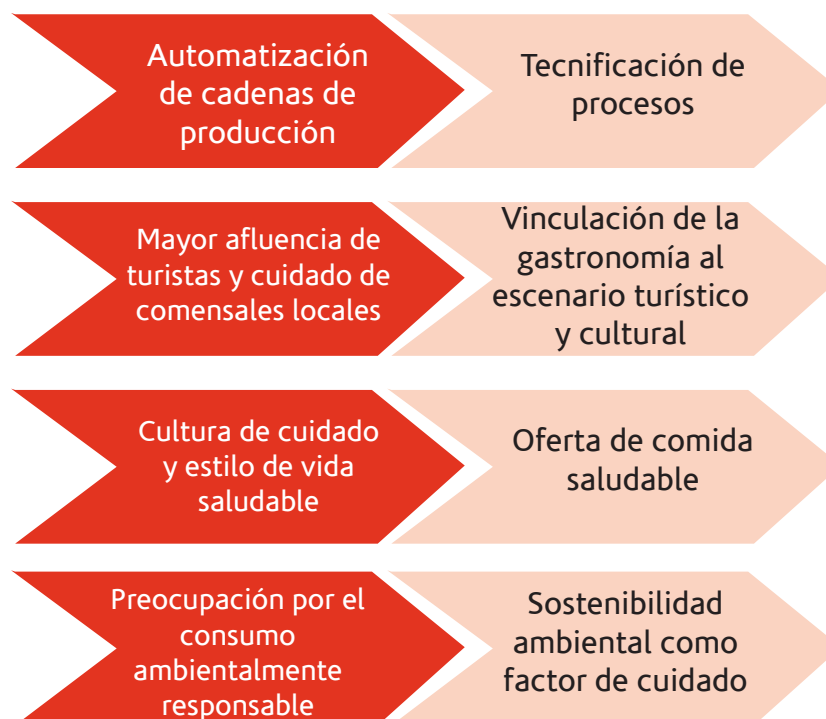 Automatización
de cadenas de
producción
Tecnificación de
procesos
Mayor afluencia de
turistas y cuidado de
comensales locales
Vinculación de la
gastronomía al
escenario turístico
y cultural
Cultura de cuidado
y estilo de vida
saludable
Oferta de comida
saludable
Preocupación por el
consumo
ambientalmente
responsable
Sostenibilidad
ambiental como
factor de cuidado